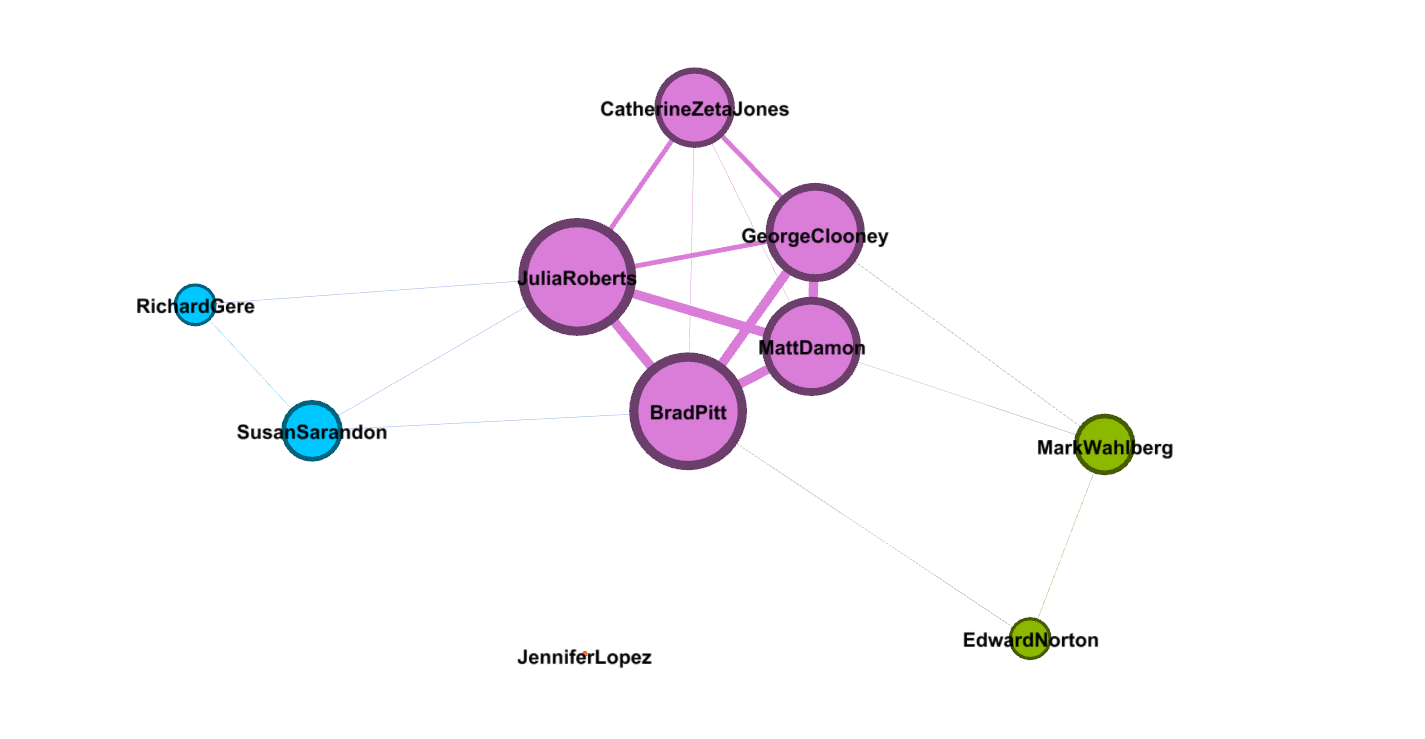 CatherineZetaJones
GeorgeClooney
JuliaRoberts
RichardGere
MattDamon
BradPitt
SusanSarandon
MarkWahlberg
EdwardNorton
JenniferLopez